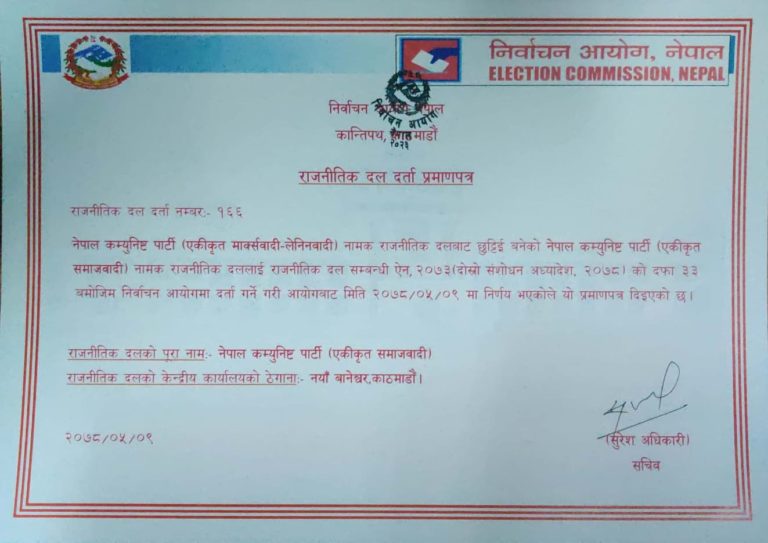 निर्वाचन आयोग, नेपाल
ELECTION COMMISSION, NEPAL
निर्वाचन आयोग नेपाल
कान्तिपथ, काठमाडौं
निर्वाचन आयोग
नेपाल
२०२३
राजनीतिक दल दर्ता प्रमाणपत्र
राजनीतिक दल दर्ता नम्बर:- १६६
नेपाल कम्युनिष्ट पार्टी (एकीकृत मार्क्सवादी-लेनिनवादी) नामक राजनीतिक दलबाट छुट्टिई बनेको नेपाल कम्युनिष्ट पार्टी (एकीकृत
समाजवादी) नामक राजनीतिक दललाई राजनीतिक दल सम्बन्धी ऐन, २०७३(दोस्रो संशोधन अध्यादेश, २०७८) को दफा ३३
बमोजिम निर्वाचन आयोगमा दर्ता गर्ने गरी आयोगबाट मिति २०७८/०५/०९ मा निर्णय भएकोले यो प्रमाणपत्र दिइएको छ।
राजनीतिक दलको पूरा नाम:- नेपाल कम्युनिष्ट पार्टी (एकीकृत समाजवादी)
राजनीतिक दलको केन्द्रीय कार्यालयको ठेगाना:- नयाँ बानेश्वर,काठमाडौं।
२०७८/०५/०९
(सुरेश अधिकारी)
सचिव